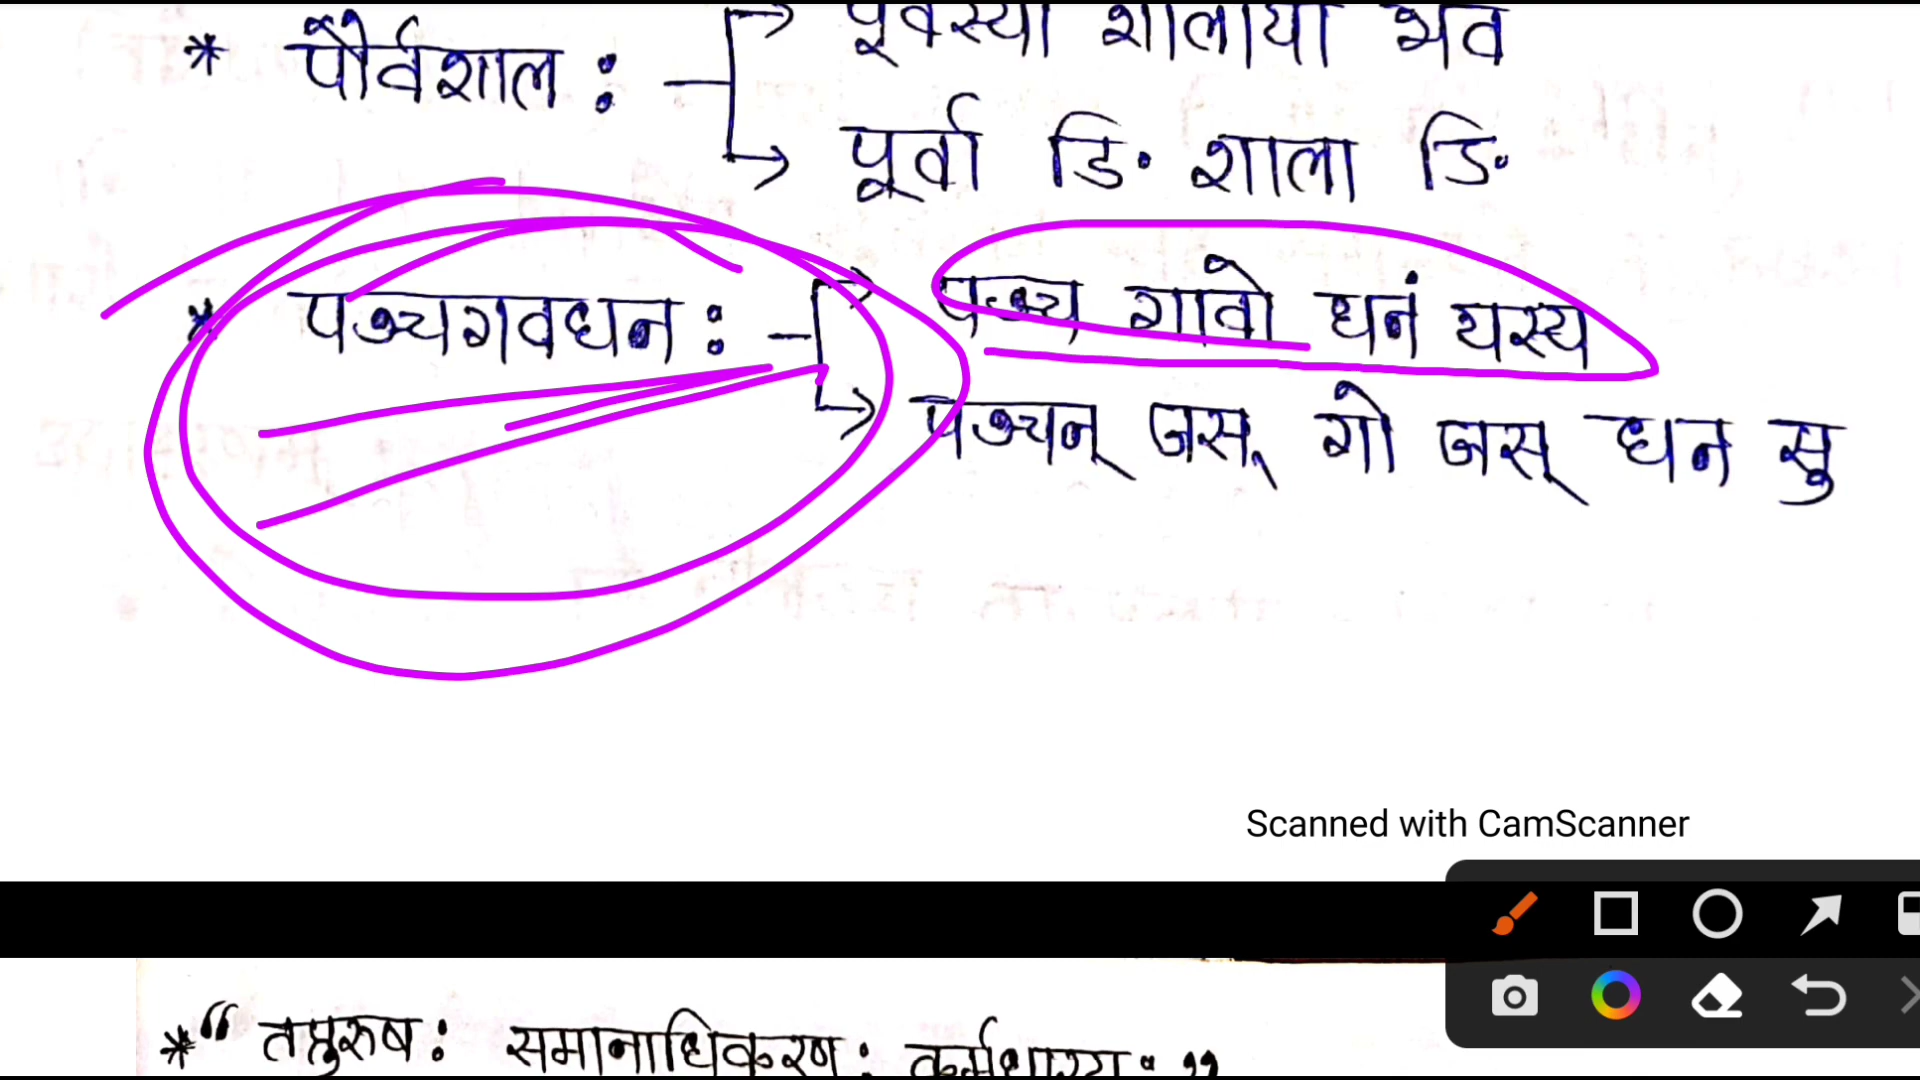 पूर्वस्यां शालायां भव
* पौर्वशाल: 
पूर्वा ङि. शाला ङि.
* पञ्चगवधन: पञ्च गावो धनं यस्य
पञ्चन् जस् गो जस् धन सु
Scanned with CamScanner
*“ तत्पुरुष: समानाधिकरण: कर्मधारय: ”